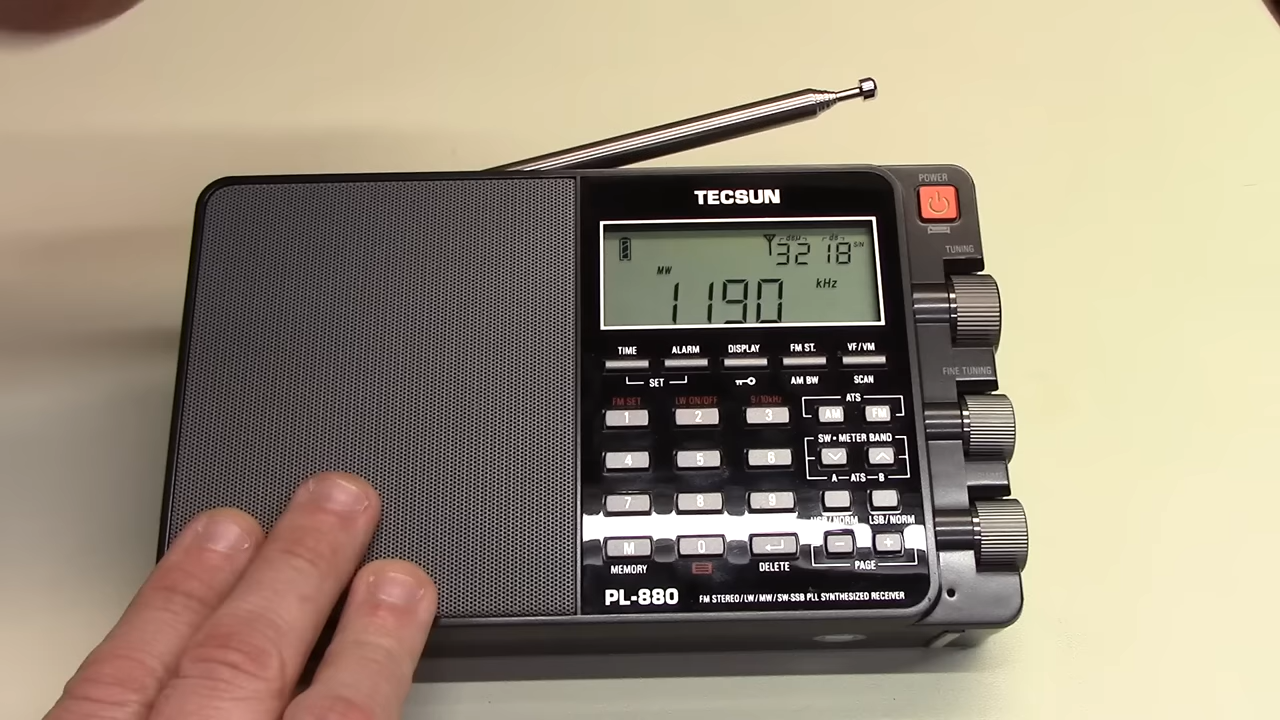 TECSUN
POWER
dBμ dB
3218 S/N
MW
1190 kHz
TUNING
TIME ALARM DISPLAY FM ST. VF/VM
SET AM BW SCAN
FINE TUNING
FM SET LW ON/OFF 9/10kHz ATS
1 2 3 AM FM
SW • METER BAND
4 5 6
A ATS B
7 8 9
USB/NORM LSB/NORM
M 0 − +
MEMORY DELETE PAGE
PL-880 FM STEREO/LW/MW/SW-SSB PLL SYNTHESIZED RECEIVER